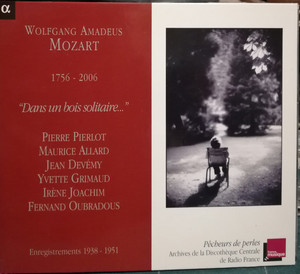 α
WOLFGANG AMADEUS
MOZART
1756 - 2006
"Dans un bois solitaire..."
PIERRE PIERLOT
MAURICE ALLARD
JEAN DEVÉMY
YVETTE GRIMAUD
IRÈNE JOACHIM
FERNAND OUBRADOUS
Enregistrements 1938 - 1951
Pêcheurs de perles
Archives de la Discothèque Centrale
de Radio France